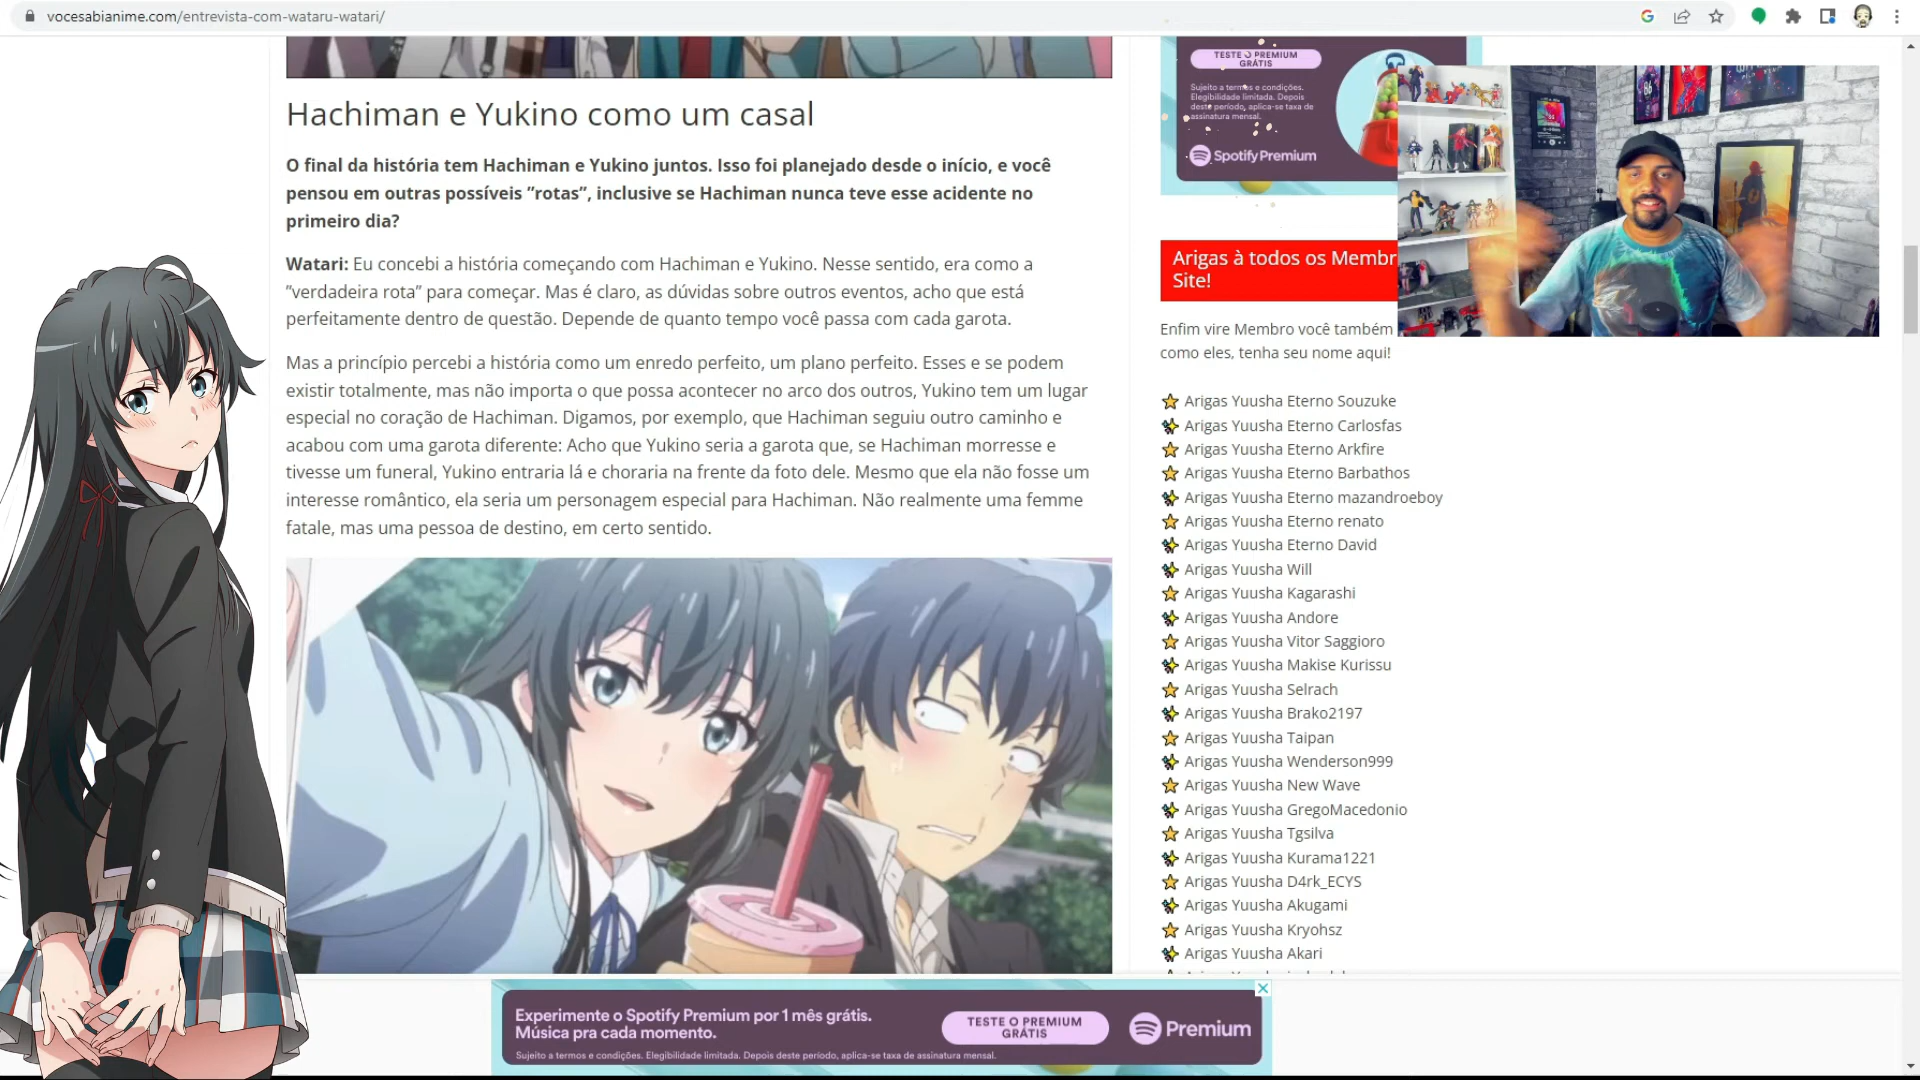 vocesabianime.com/entrevista-com-wataru-watari/
Hachiman e Yukino como um casal
O final da história tem Hachiman e Yukino juntos. Isso foi planejado desde o início, e você
pensou em outras possíveis ”rotas”, inclusive se Hachiman nunca teve esse acidente no
primeiro dia?
Watari: Eu concebi a história começando com Hachiman e Yukino. Nesse sentido, era como a
”verdadeira rota” para começar. Mas é claro, as dúvidas sobre outros eventos, acho que está
perfeitamente dentro de questão. Depende de quanto tempo você passa com cada garota.
Mas a princípio percebi a história como um enredo perfeito, um plano perfeito. Esses e se podem
existir totalmente, mas não importa o que possa acontecer no arco dos outros, Yukino tem um lugar
especial no coração de Hachiman. Digamos, por exemplo, que Hachiman seguiu outro caminho e
acabou com uma garota diferente: Acho que Yukino seria a garota que, se Hachiman morresse e
tivesse um funeral, Yukino entraria lá e choraria na frente da foto dele. Mesmo que ela não fosse um
interesse romântico, ela seria um personagem especial para Hachiman. Não realmente uma femme
fatale, mas uma pessoa de destino, em certo sentido.
TESTE O PREMIUM
GRÁTIS
Sujeito a termos e condições.
Elegibilidade limitada. Depois
deste período, aplica-se taxa de
assinatura mensal.
Spotify Premium
Arigas à todos os Membr
Site!
Enfim vire Membro você também
como eles, tenha seu nome aqui!
Arigas Yuusha Eterno Souzuke
Arigas Yuusha Eterno Carlosfas
Arigas Yuusha Eterno Arkfire
Arigas Yuusha Eterno Barbathos
Arigas Yuusha Eterno mazandroeboy
Arigas Yuusha Eterno renato
Arigas Yuusha Eterno David
Arigas Yuusha Will
Arigas Yuusha Kagarashi
Arigas Yuusha Andore
Arigas Yuusha Vitor Saggioro
Arigas Yuusha Makise Kurissu
Arigas Yuusha Selrach
Arigas Yuusha Brako2197
Arigas Yuusha Taipan
Arigas Yuusha Wenderson999
Arigas Yuusha New Wave
Arigas Yuusha GregoMacedonio
Arigas Yuusha Tgsilva
Arigas Yuusha Kurama1221
Arigas Yuusha D4rk_ECYS
Arigas Yuusha Akugami
Arigas Yuusha Kryohsz
Arigas Yuusha Akari
Experimente o Spotify Premium por 1 mês grátis.
Música pra cada momento.
Sujeito a termos e condições. Elegibilidade limitada. Depois deste período, aplica-se taxa de assinatura mensal.
TESTE O PREMIUM
GRÁTIS
Premium